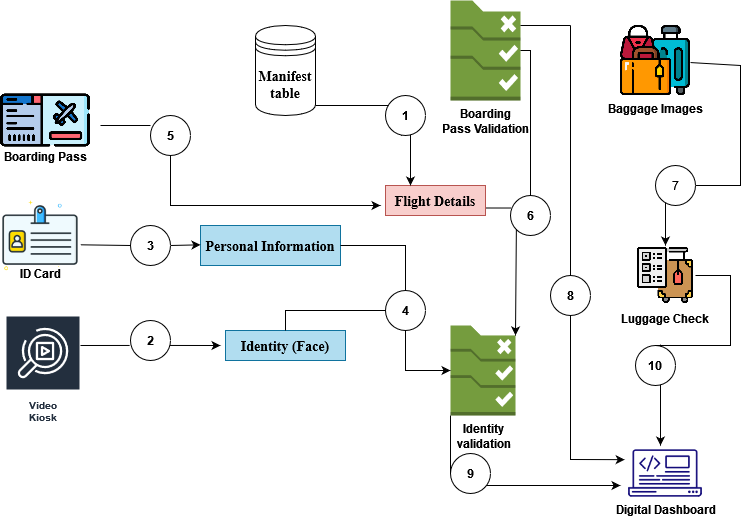 Manifest
table
1
Boarding
Pass Validation
Baggage Images
Boarding Pass
5
Flight Details
6
7
ID Card
3
Personal Information
4
8
Luggage Check
Video
Kiosk
2
Identity (Face)
Identity
validation
9
10
Digital Dashboard